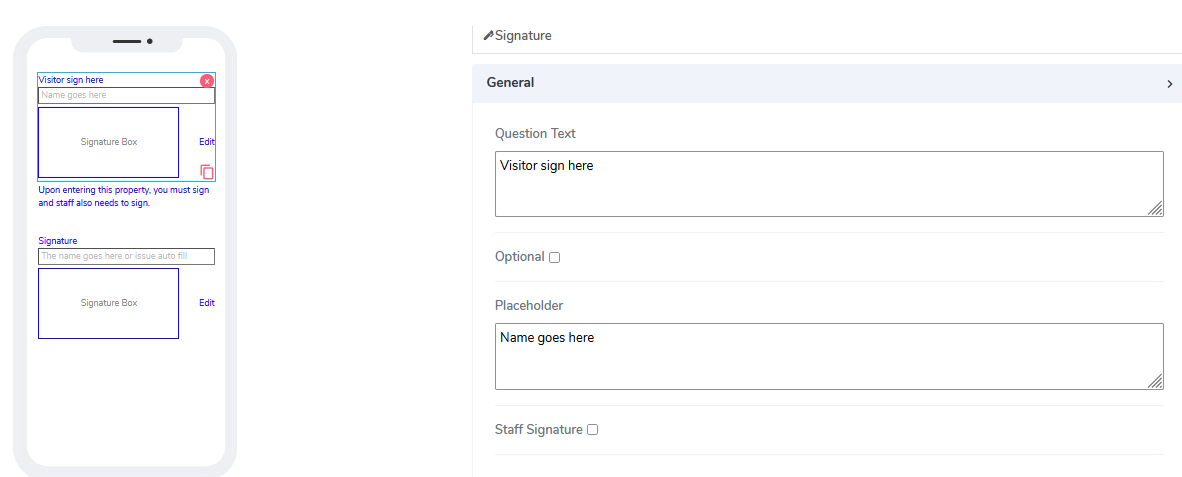 Visitor sign here
Name goes here
Signature Box
Edit
Upon entering this property, you must sign
and staff also needs to sign.
Signature
The name goes here or issue auto fill
Signature Box
Edit
Signature
General
Question Text
Visitor sign here
Optional
Placeholder
Name goes here
Staff Signature